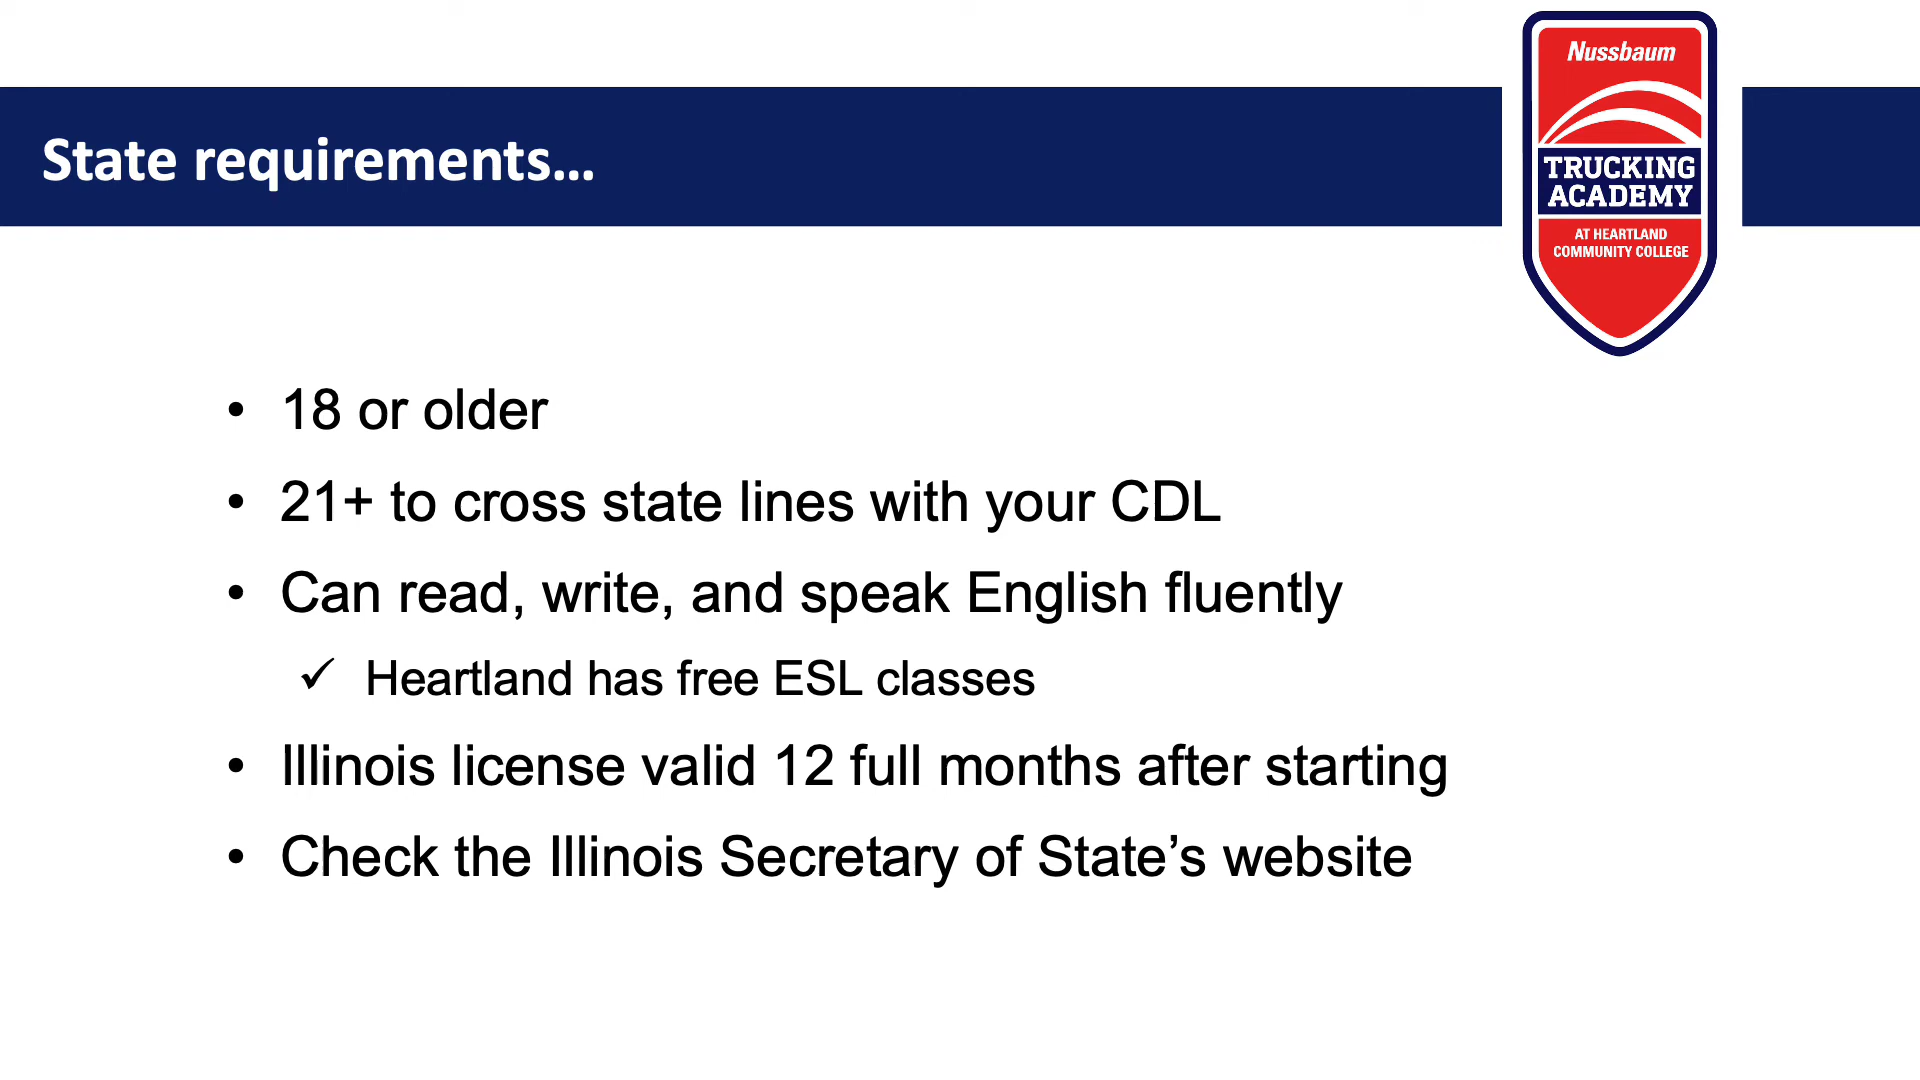 Nussbaum
State requirements...
TRUCKING
ACADEMY
AT HEARTLAND
COMMUNITY COLLEGE
• 18 or older
• 21+ to cross state lines with your CDL
• Can read, write, and speak English fluently
✓ Heartland has free ESL classes
• Illinois license valid 12 full months after starting
• Check the Illinois Secretary of State’s website